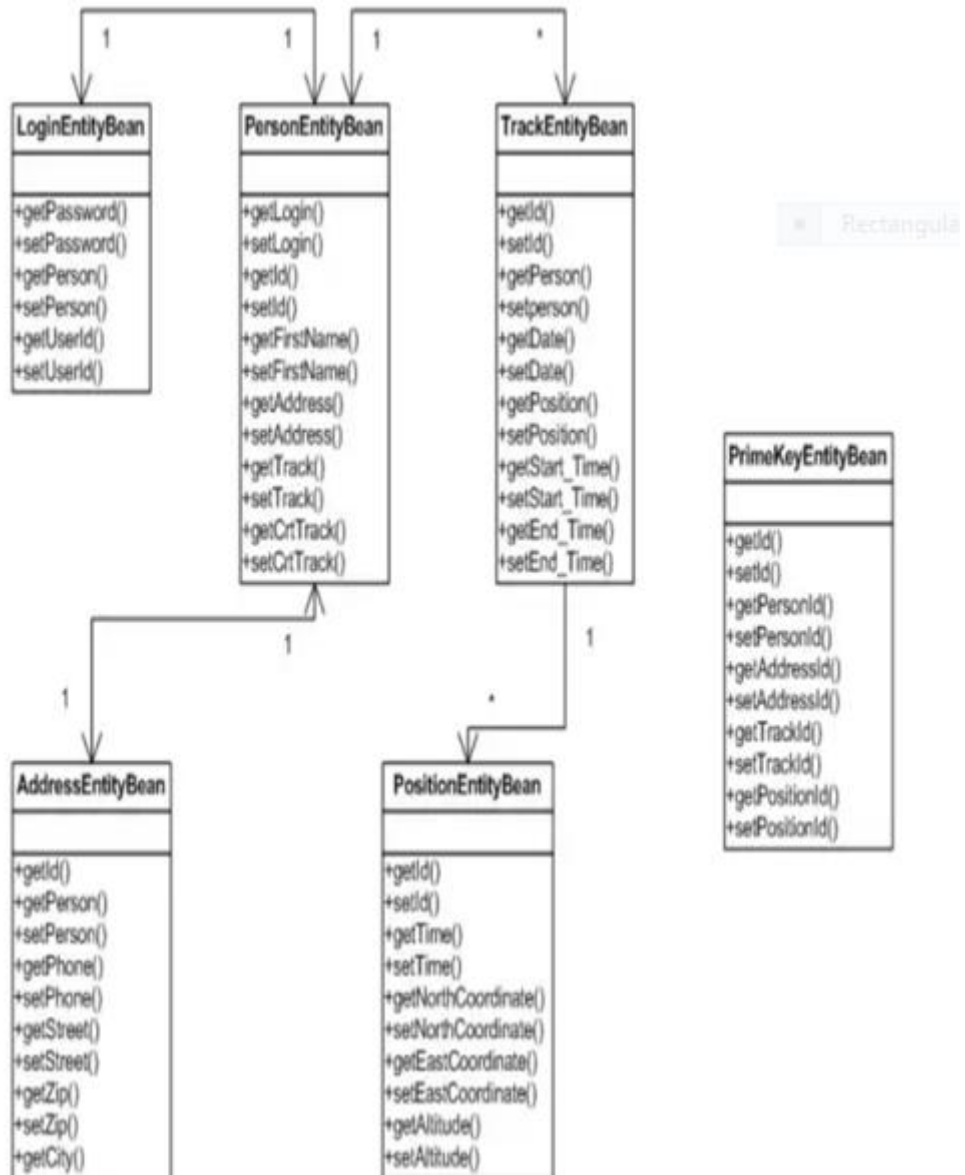 1
1
1
*
LoginEntityBean
+getPassword()
+setPassword()
+getPerson()
+setPerson()
+getUserId()
+setUserId()
PersonEntityBean
+getLogin()
+setLogin()
+getId()
+setId()
+getFirstName()
+setFirstName()
+getAddress()
+setAddress()
+getTrack()
+setTrack()
+getCrtTrack()
+setCrtTrack()
TrackEntityBean
+getId()
+setId()
+getPerson()
+setperson()
+getDate()
+setDate()
+getPosition()
+setPosition()
+getStart_Time()
+setStart_Time()
+getEnd_Time()
+setEnd_Time()
Rectangula
PrimeKeyEntityBean
+getId()
+setId()
+getPersonId()
+setPersonId()
+getAddressId()
+setAddressId()
+getTrackId()
+setTrackId()
+getPositionId()
+setPositionId()
1
1
1
*
AddressEntityBean
+getId()
+getPerson()
+setPerson()
+getPhone()
+setPhone()
+getStreet()
+setStreet()
+getZip()
+setZip()
+getCity()
PositionEntityBean
+getId()
+setId()
+getTime()
+setTime()
+getNorthCoordinate()
+setNorthCoordinate()
+getEastCoordinate()
+setEastCoordinate()
+getAltitude()
+setAltitude()